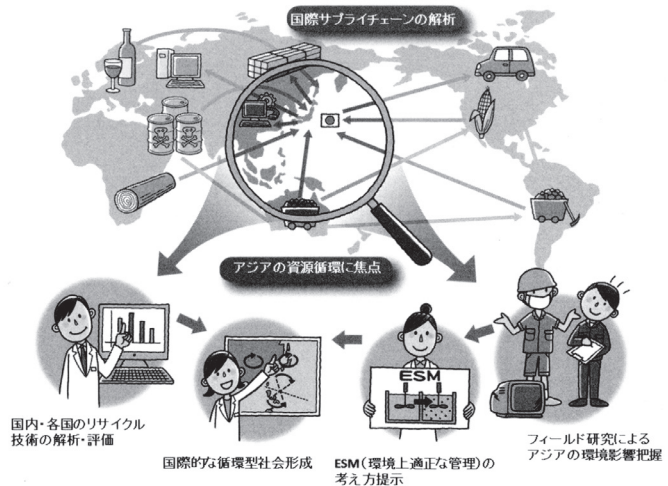 国際サプライチェーンの解析
アジアの資源循環に焦点
国内・各国のリサイクル
技術の解析・評価
国際的な循環型社会形成
ESM
ESM(環境上適正な管理)の
考え方提示
フィールド研究による
アジアの環境影響把握